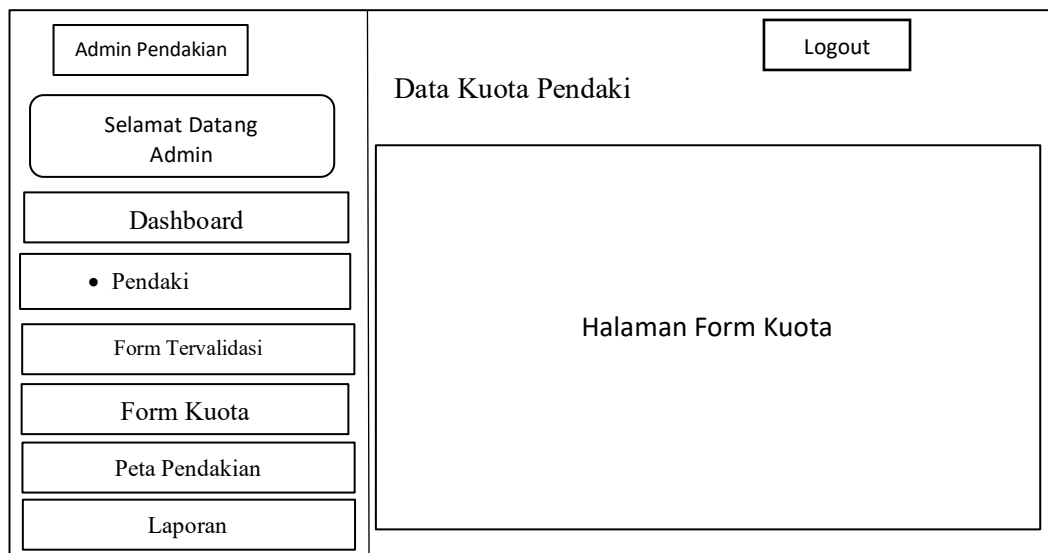 Admin Pendakian
Selamat Datang
Admin
Dashboard
• Pendaki
Form Tervalidasi
Form Kuota
Peta Pendakian
Laporan
Logout
Data Kuota Pendaki
Halaman Form Kuota